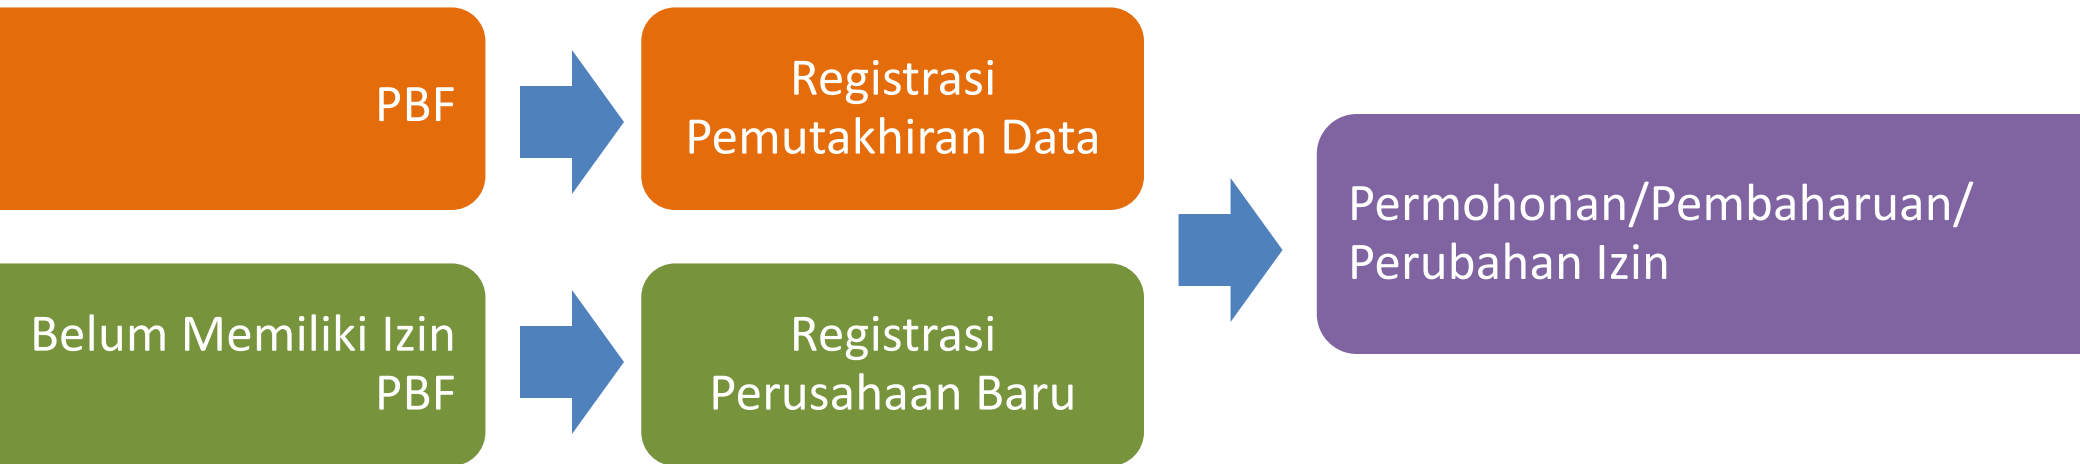 PBF
Registrasi
Pemutakhiran Data
Belum Memiliki Izin
PBF
Registrasi
Perusahaan Baru
Permohonan/Pembaharuan/
Perubahan Izin